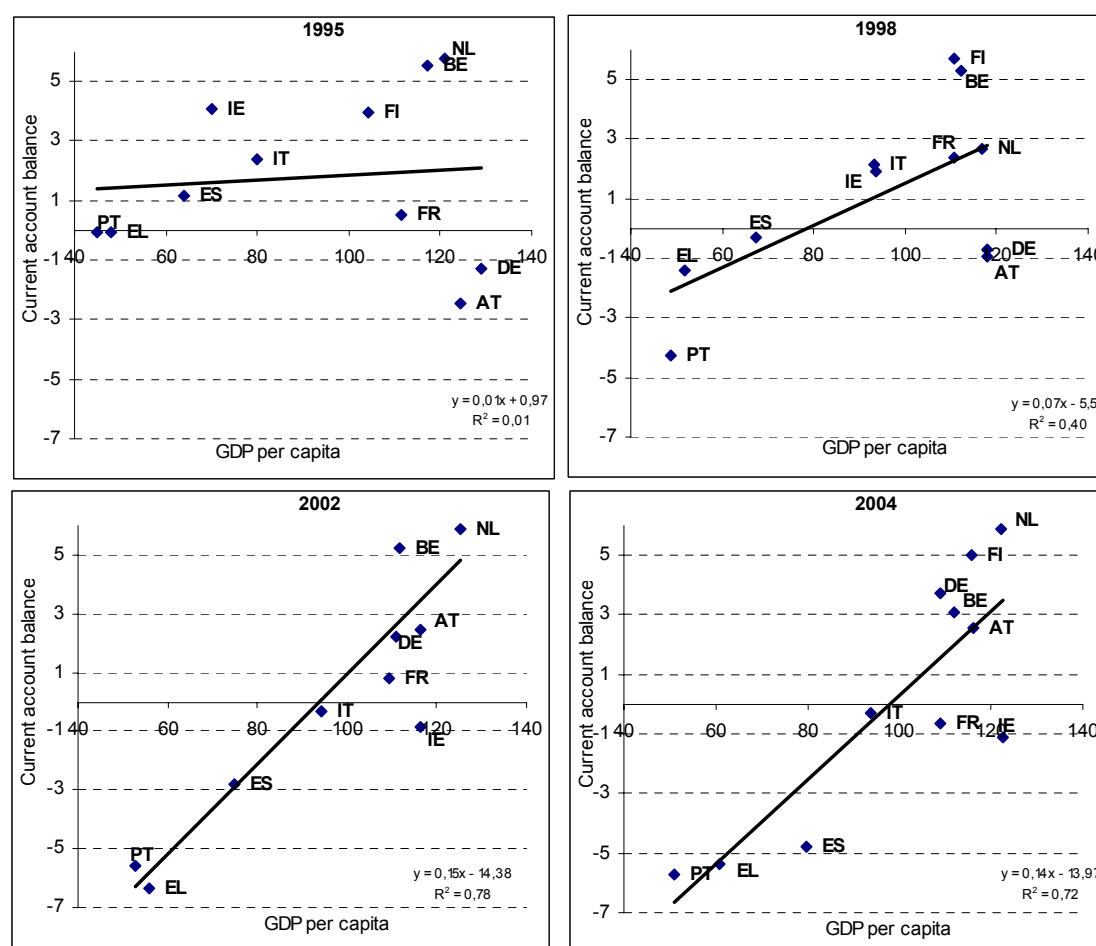 1995
Current account balance
5
3
1
-1
-3
-5
-7
40
60
80
100
120
140
NL
BE
IE
FI
IT
ES
FR
PT
EL
DE
AT
y = 0,01x + 0,97
R² = 0,01
GDP per capita
1998
Current account balance
5
3
1
-1
-3
-5
-7
40
60
80
100
120
140
FI
BE
FR
NL
IT
IE
ES
DE
EL
AT
PT
y = 0,07x - 5,5
R² = 0,40
GDP per capita
2002
Current account balance
5
3
1
-1
-3
-5
-7
40
60
80
100
120
140
NL
BE
AT
DE
FR
IT
IE
ES
PT
EL
y = 0,15x - 14,38
R² = 0,78
GDP per capita
2004
Current account balance
5
3
1
-1
-3
-5
-7
40
60
80
100
120
140
NL
FI
DE
BE
AT
IT
FR
IE
ES
PT
EL
y = 0,14x - 13,97
R² = 0,72
GDP per capita